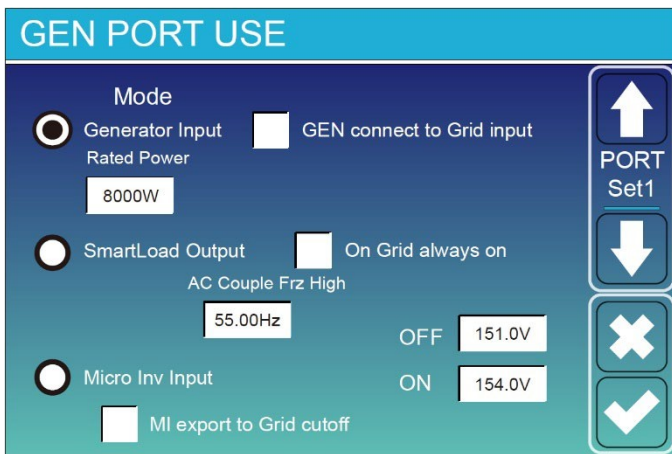 GEN PORT USE
Mode
Generator Input GEN connect to Grid input
Rated Power
8000W
PORT
Set1
SmartLoad Output On Grid always on
AC Couple Frz High
55.00Hz
OFF 151.0V
Micro Inv Input ON 154.0V
MI export to Grid cutoff